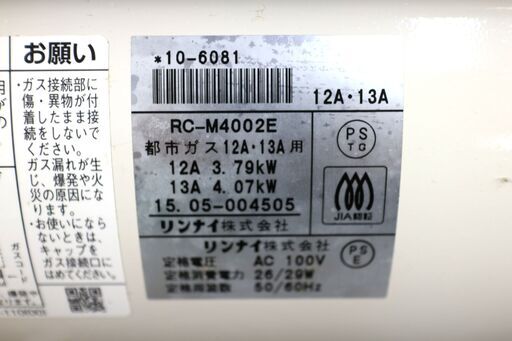 お願い
・ガス接続部に
傷・異物が付
着したまま接
続をしないで
ください。
ガス漏れが生
じ、爆発や火
災の原因にな
ります。
・お使いになら
ないときは、
キャップを
ガス接続口に
はめてください。
ガスコード
*10-6081
12A・13A
RC-M4002E
都市ガス12A・13A用
12A 3.79kW
13A 4.07kW
15.05-004505
リンナイ株式会社
PS
TG
JIA認証
リンナイ株式会社
定格電圧 AC 100V
定格消費電力 26/29W
定格周波数 50/60Hz
PS
E